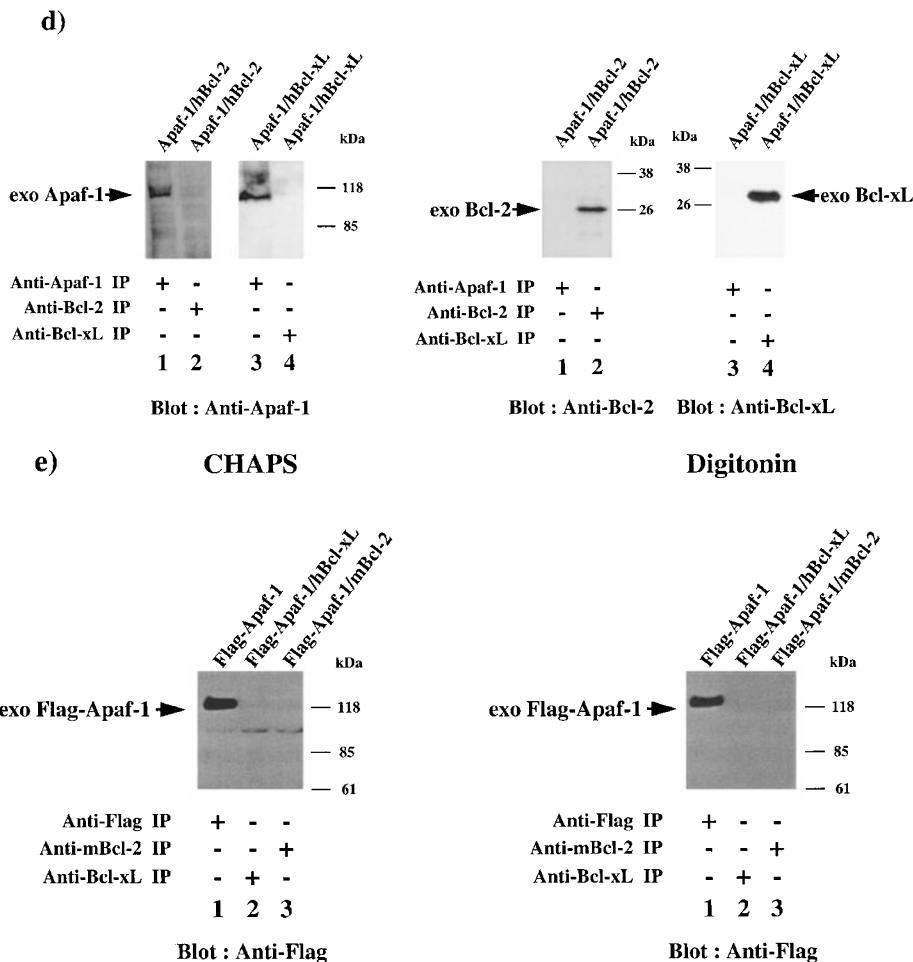 d)
Apaf-1/hBcl-2
Apaf-1/hBcl-2
Apaf-1/hBcl-xL
Apaf-1/hBcl-xL
kDa
exo Apaf-1
118
85
Anti-Apaf-1 IP + - + -
Anti-Bcl-2 IP - + - -
Anti-Bcl-xL IP - - - +
1 2 3 4
Blot : Anti-Apaf-1
Apaf-1/hBcl-2
Apaf-1/hBcl-2
Apaf-1/hBcl-xL
Apaf-1/hBcl-xL
kDa
kDa
38
26
38
26
exo Bcl-2
exo Bcl-xL
Anti-Apaf-1 IP + - + -
Anti-Bcl-2 IP - + - -
Anti-Bcl-xL IP - - - +
1 2 3 4
Blot : Anti-Bcl-2
Blot : Anti-Bcl-xL
e)
CHAPS
Flag-Apaf-1
Flag-Apaf-1/hBcl-xL
Flag-Apaf-1/mBcl-2
kDa
exo Flag-Apaf-1
118
85
61
Anti-Flag IP + - -
Anti-mBcl-2 IP - - +
Anti-Bcl-xL IP - + -
1 2 3
Blot : Anti-Flag
Digitonin
Flag-Apaf-1
Flag-Apaf-1/hBcl-xL
Flag-Apaf-1/mBcl-2
kDa
exo Flag-Apaf-1
118
85
61
Anti-Flag IP + - -
Anti-mBcl-2 IP - - +
Anti-Bcl-xL IP - + -
1 2 3
Blot : Anti-Flag